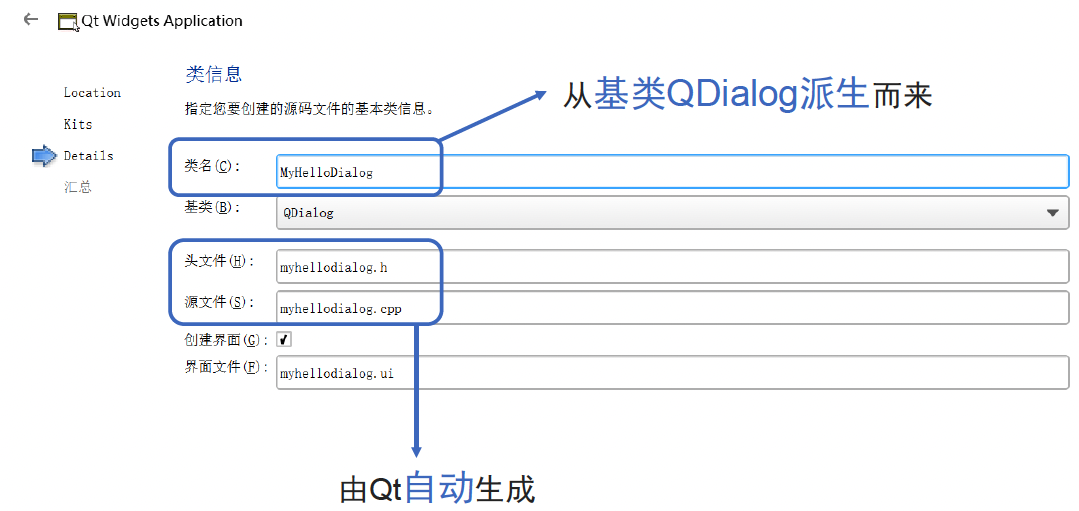 Qt Widgets Application
类信息
从基类QDialog派生而来
Location
指定您要创建的源码文件的基本类信息。
Kits
Details
类名(C)：
MyHelloDialog
汇总
基类(B)：
QDialog
头文件(H)：
myhellodialog.h
源文件(S)：
myhellodialog.cpp
创建界面(G)：
界面文件(F)：
myhellodialog.ui
由Qt自动生成